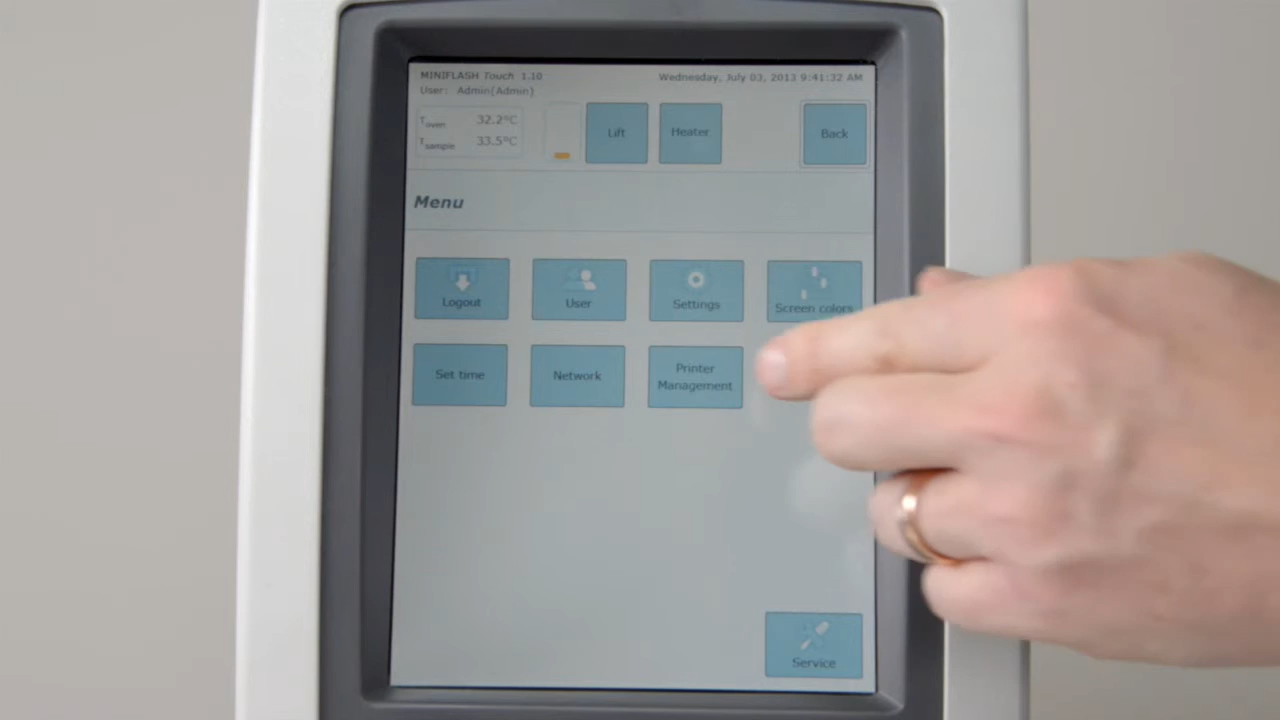 MINIFLASH Touch 1.10
Wednesday, July 03, 2013 9:41:32 AM
User: Admin(Admin)
Toven 32.2°C
Tsample 33.5°C
Lift
Heater
Back
Menu
Logout
User
Settings
Screen colors
Set time
Network
Printer
Management
Service